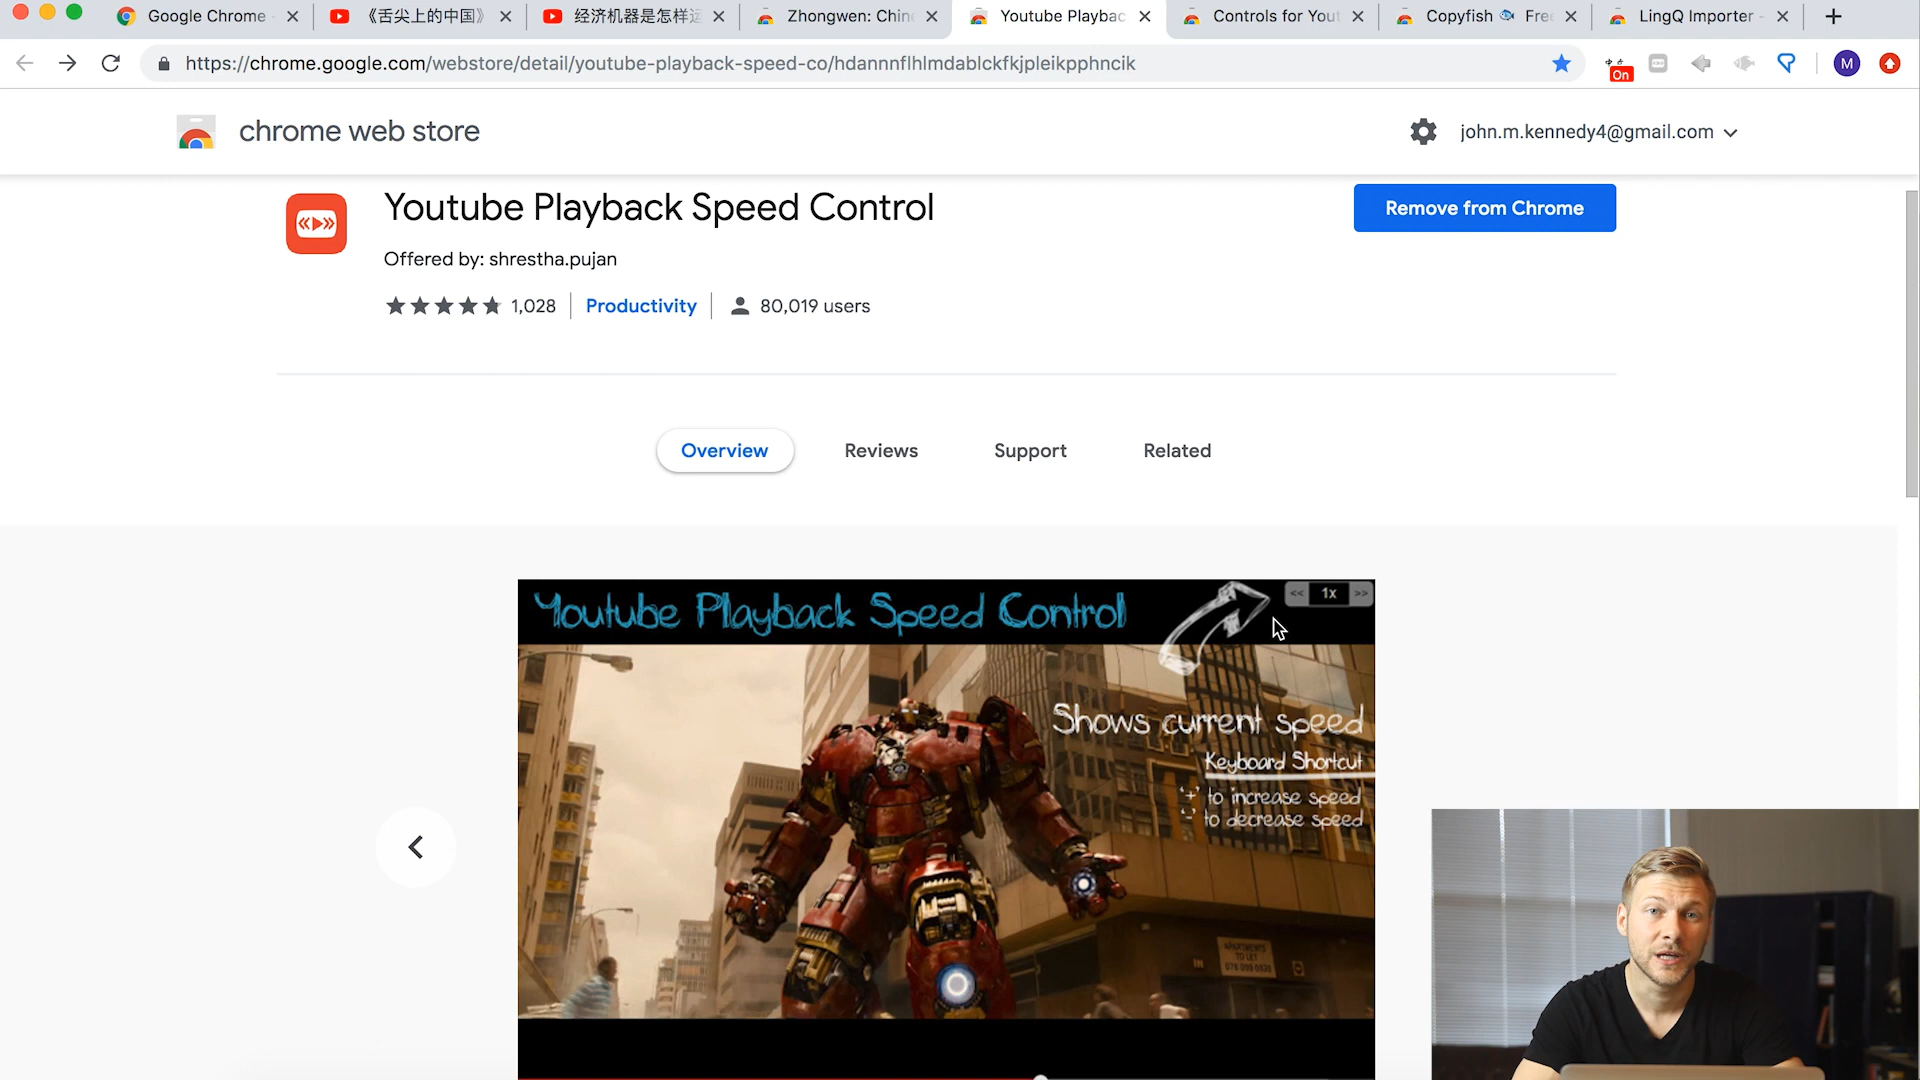 Google Chrome
《舌尖上的中国》
经济机器是怎样运
Zhongwen: Chin
Youtube Playbac
Controls for You
Copyfish Fre
LingQ Importer -
https://chrome.google.com/webstore/detail/youtube-playback-speed-co/hdannnflhlmdablckfkjpleikpphncik
On
M
chrome web store
john.m.kennedy4@gmail.com
Youtube Playback Speed Control
Remove from Chrome
Offered by: shrestha.pujan
1,028
Productivity
80,019 users
Overview
Reviews
Support
Related
Youtube Playback Speed Control
<< 1x >>
Shows current speed
Keyboard Shortcut
'+' to increase speed
'-' to decrease speed
APARTMENTS
TO LET